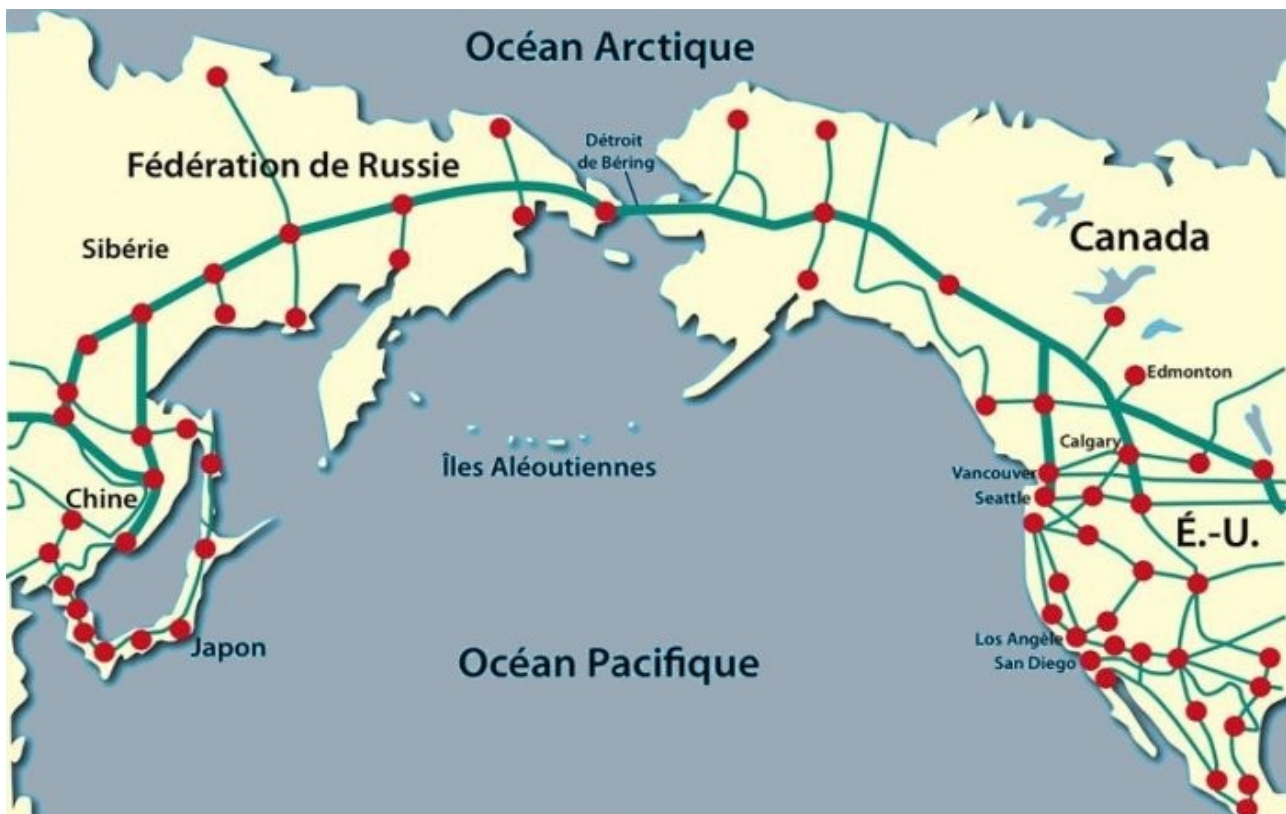 Océan Arctique
Détroit
de Béring
Fédération de Russie
Sibérie
Canada
Edmonton
Calgary
Îles Aléoutiennes
Vancouver
Chine
Seattle
É.-U.
Japon
Océan Pacifique
Los Angèle
San Diego